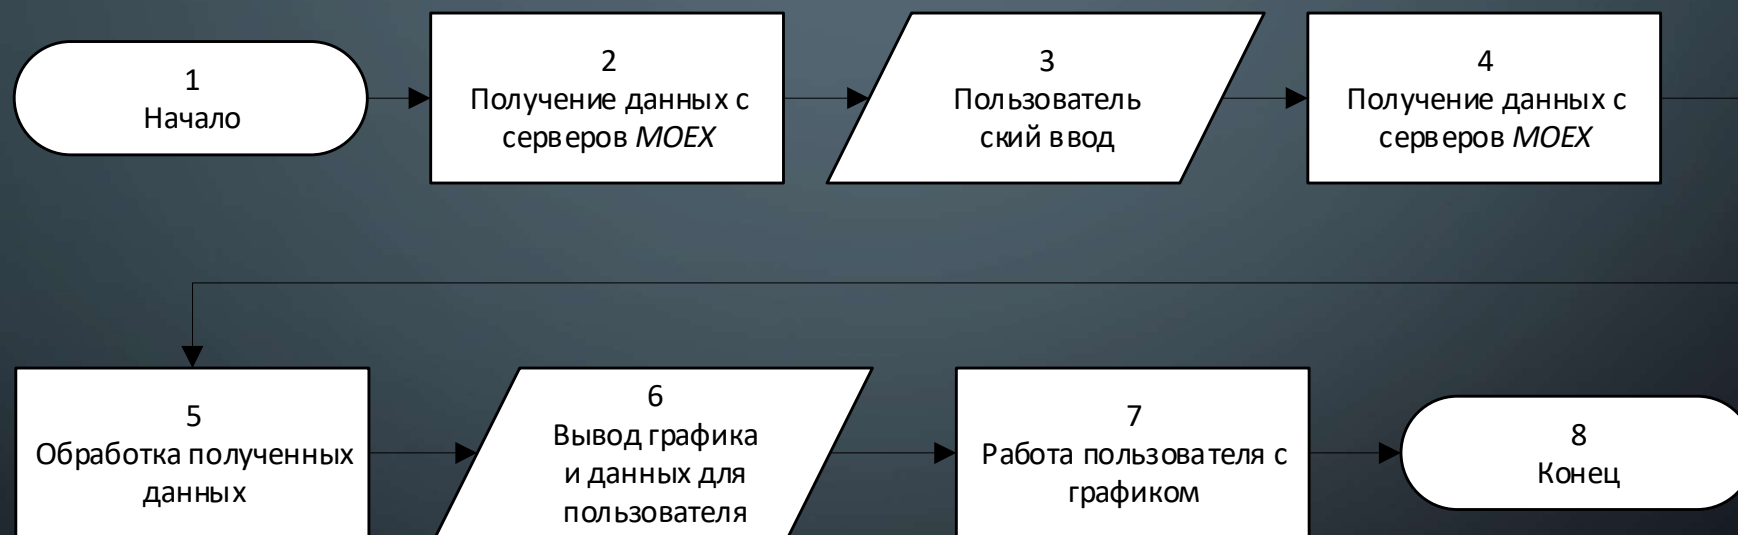 1
Начало
2
Получение данных с
серверов MOEX
3
Пользователь
ский ввод
4
Получение данных с
серверов MOEX
5
Обработка полученных
данных
6
Вывод графика
и данных для
пользователя
7
Работа пользователя с
графиком
8
Конец